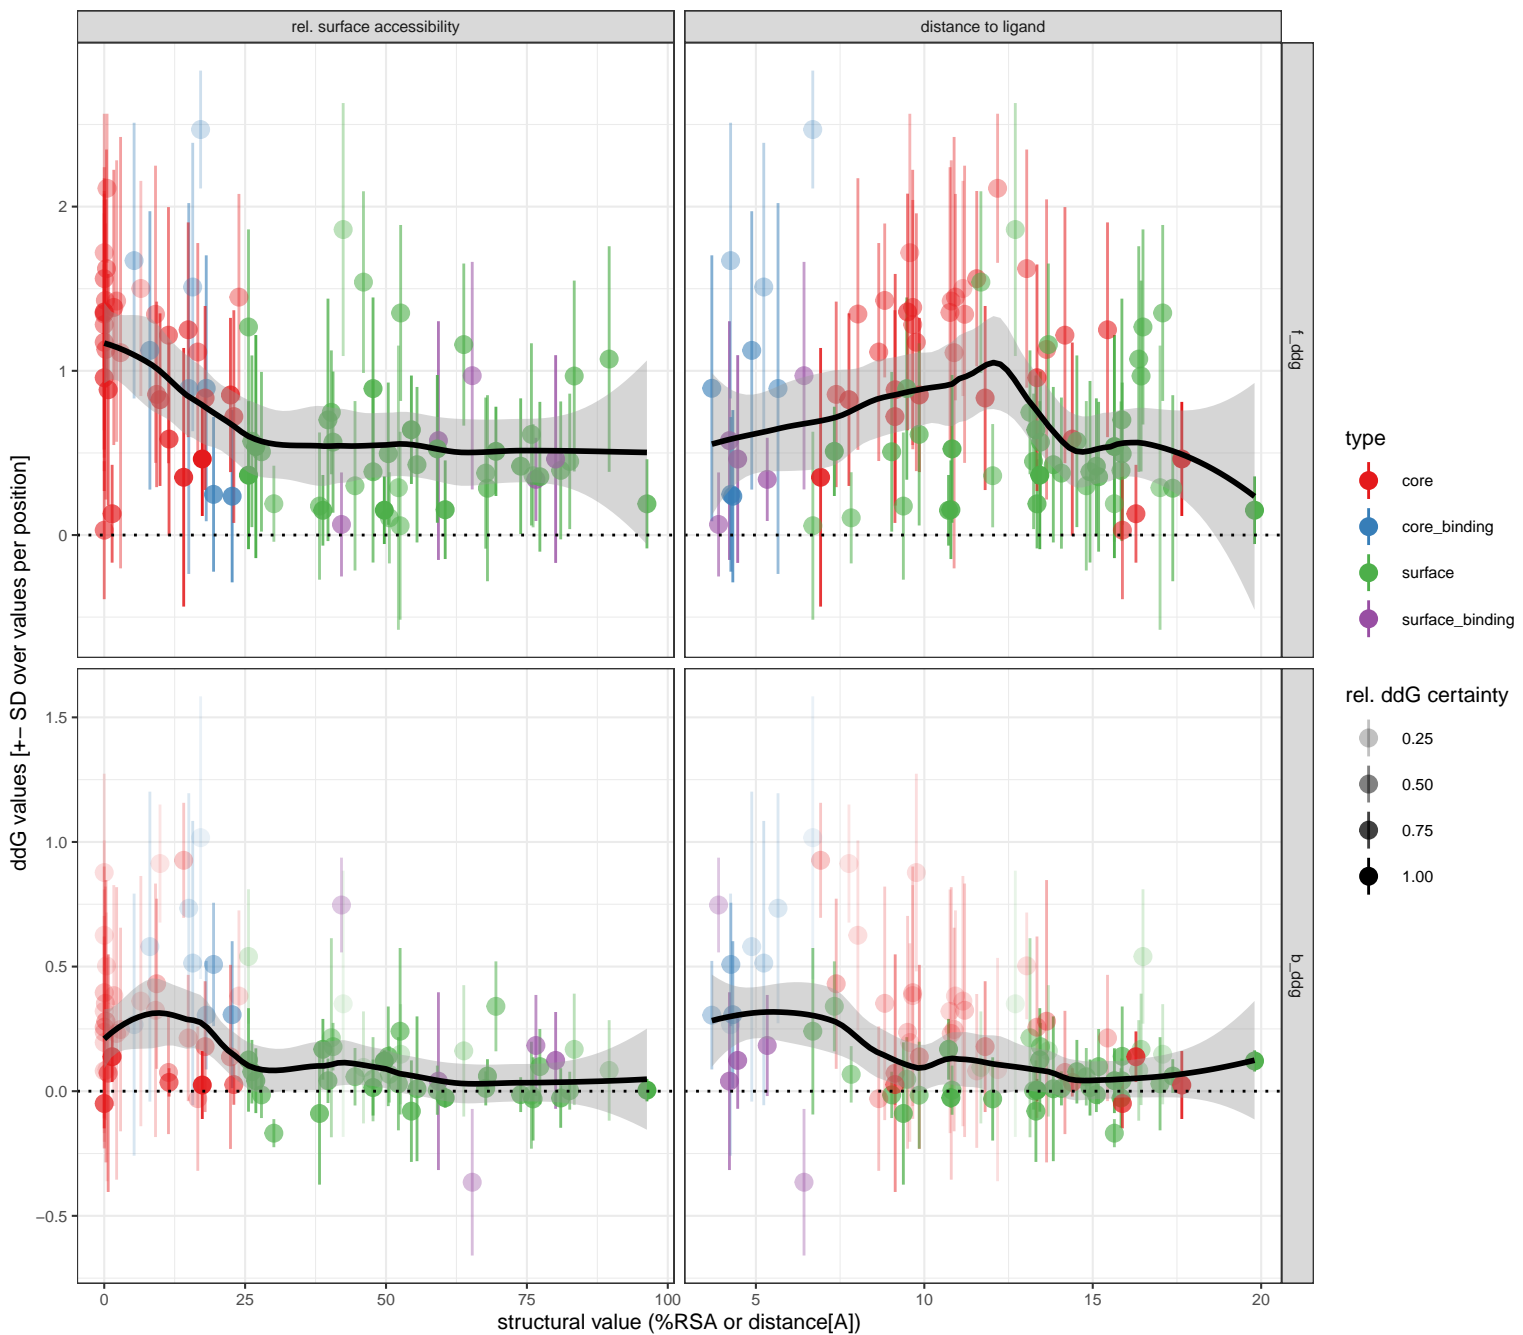 rel. surface accessibility
distance to ligand
f_ddg
b_ddg
2
1
0
1.5
1.0
0.5
0.0
−0.5
0
25
50
75
100
5
10
15
20
structural value (%RSA or distance[A])
ddG values [+− SD over values per position]
type
core
core_binding
surface
surface_binding
rel. ddG certainty
0.25
0.50
0.75
1.00